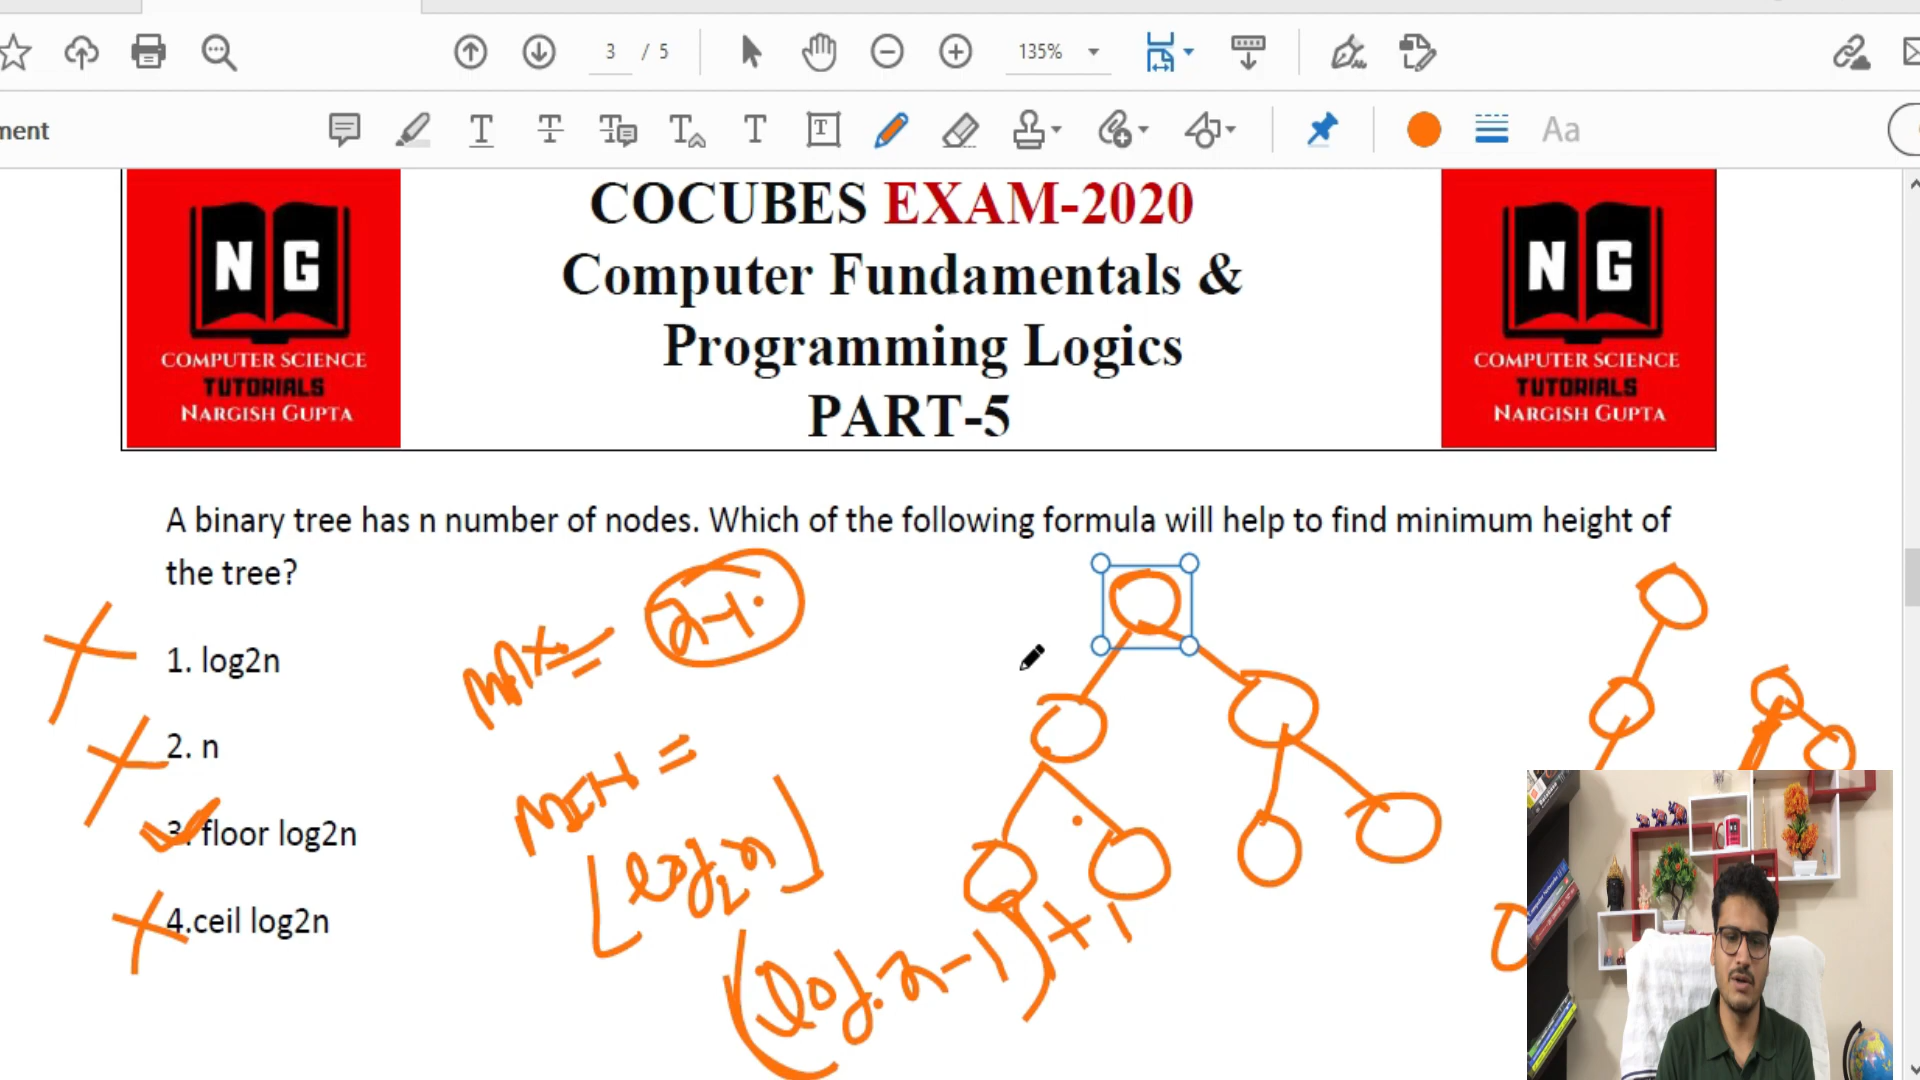 3 / 5
135%
ment
Aa
COCUBES EXAM-2020
Computer Fundamentals &
Programming Logics
PART-5
N G
COMPUTER SCIENCE
TUTORIALS
NARGISH GUPTA
N G
COMPUTER SCIENCE
TUTORIALS
NARGISH GUPTA
A binary tree has n number of nodes. Which of the following formula will help to find minimum height of
the tree?
1. log2n
2. n
3. floor log2n
4.ceil log2n
MAX =
n-1
MIN =
⌊log₂n⌋
(log n-1)+1